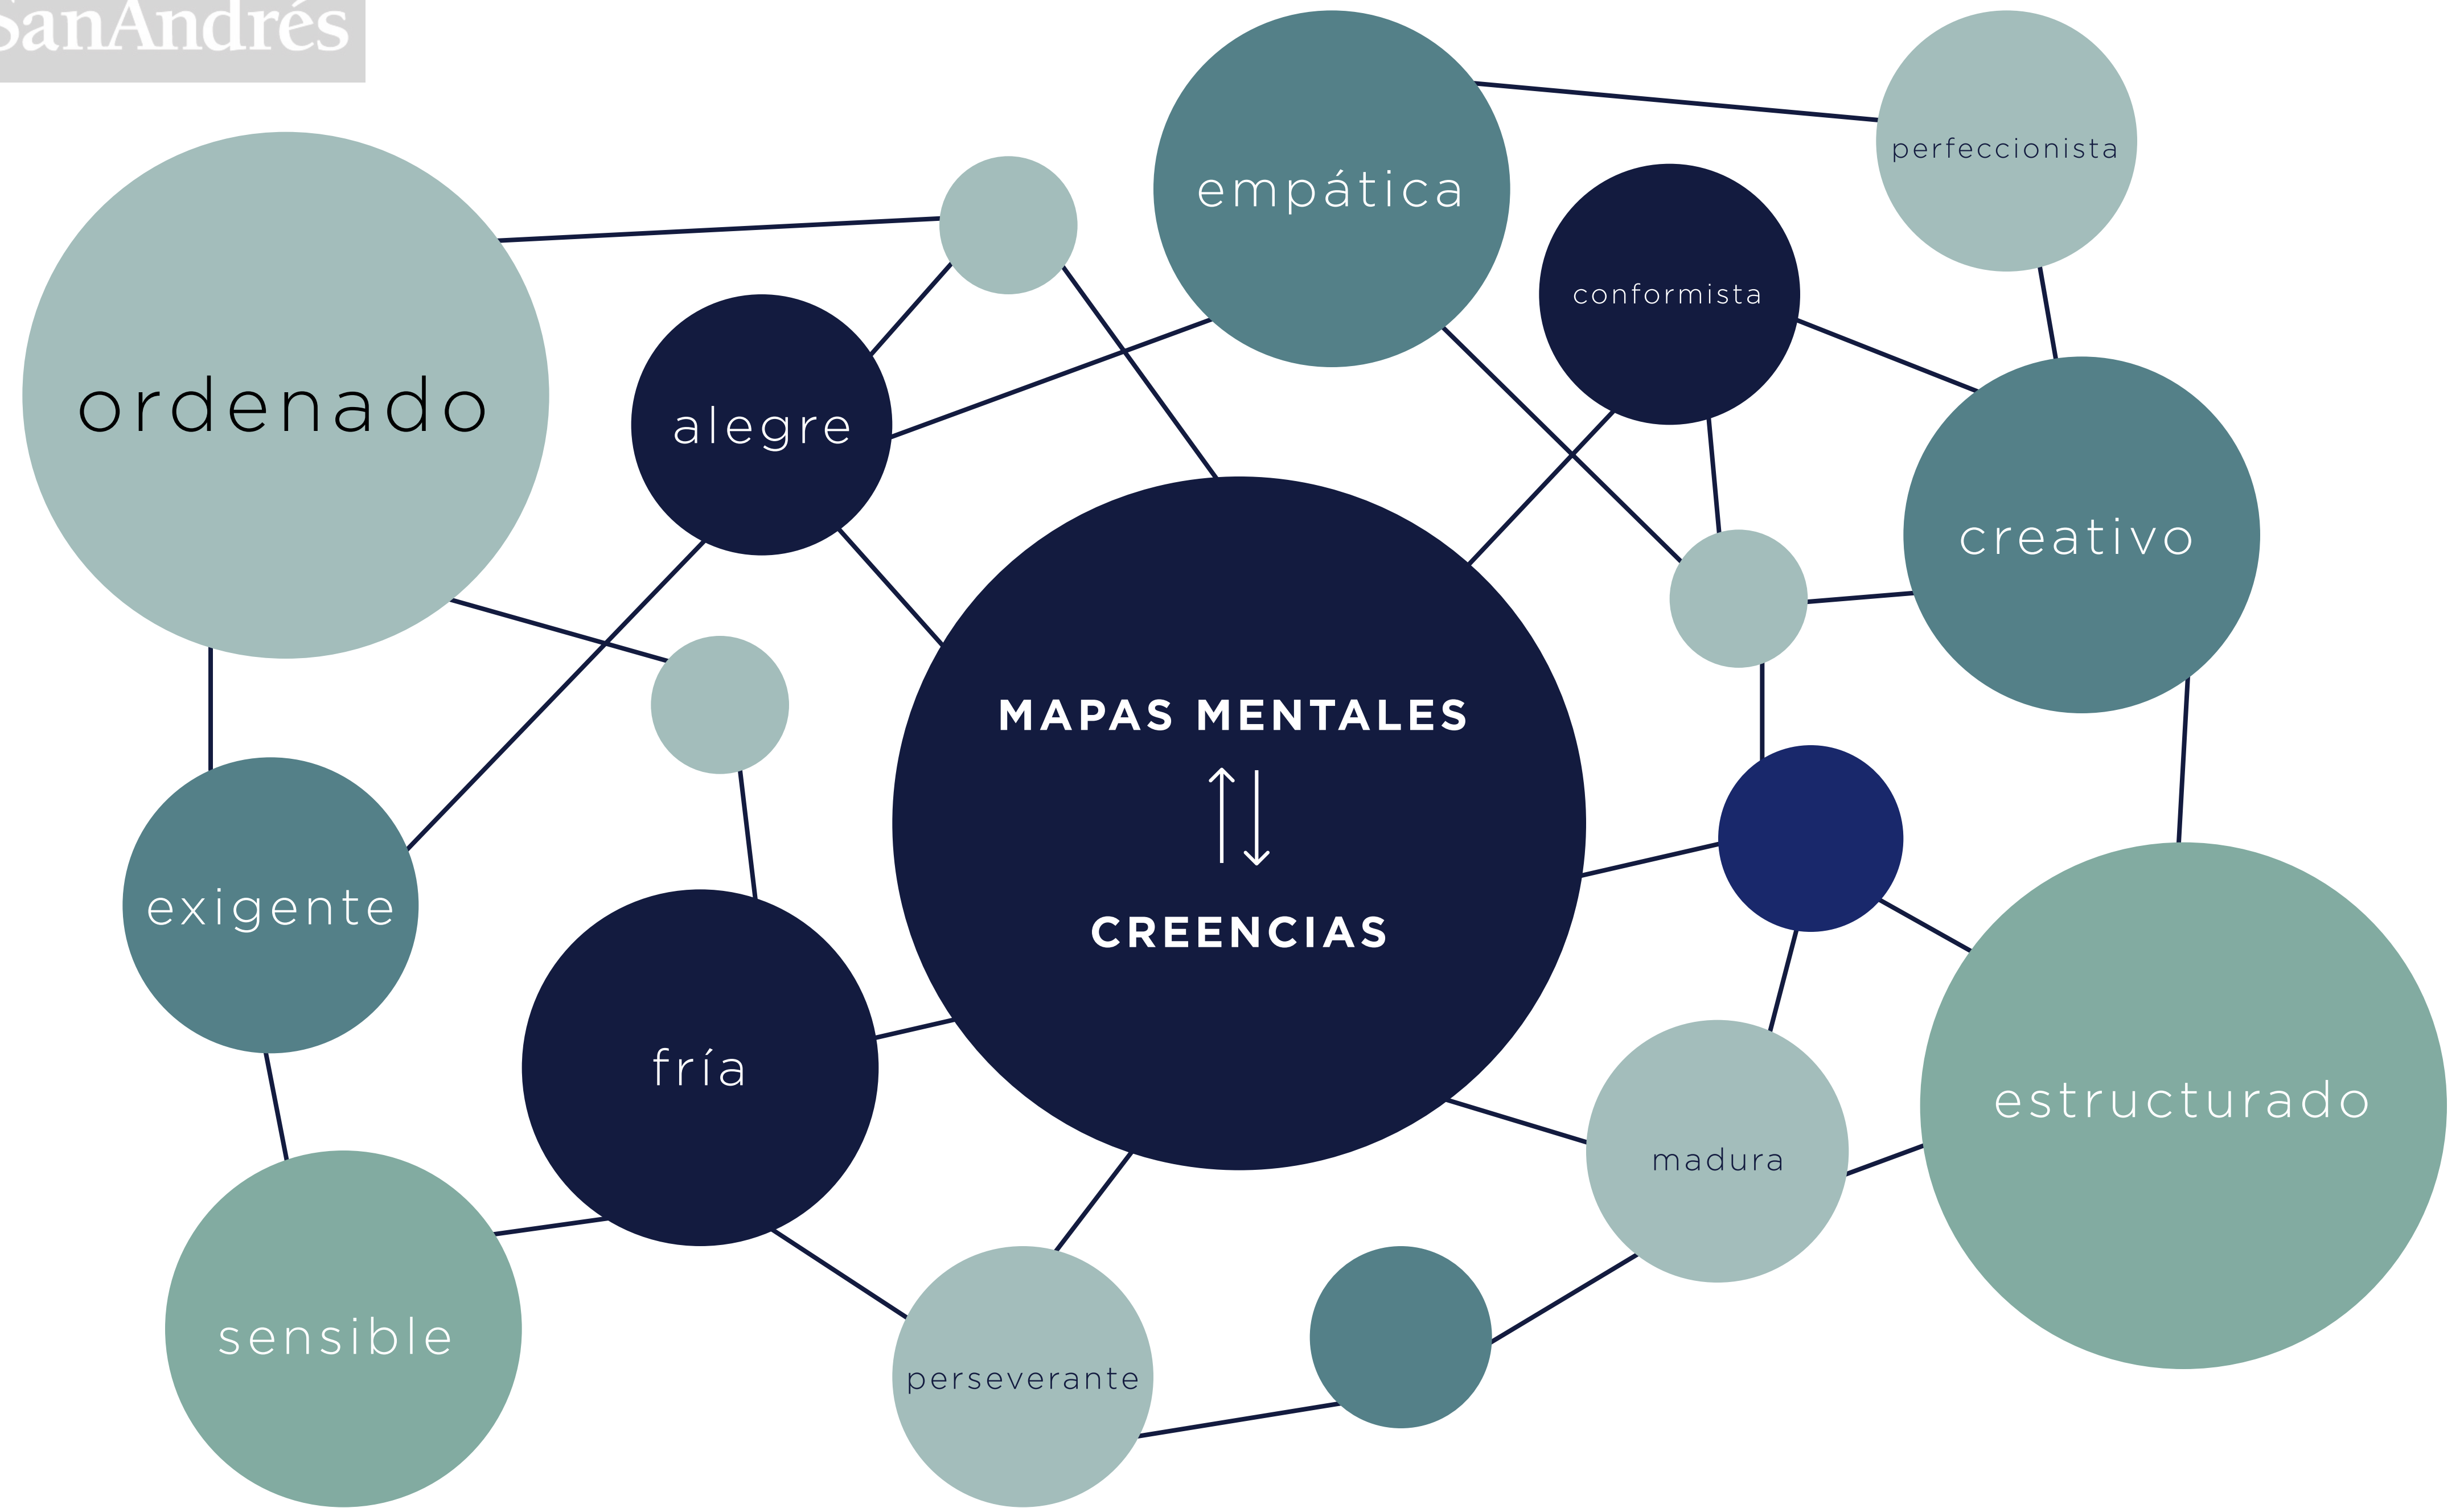 SanAndrés
empática
perfeccionista
conformista
ordenado
alegre
creativo
MAPAS MENTALES
↑↓
CREENCIAS
exigente
fría
estructurado
madura
sensible
perseverante